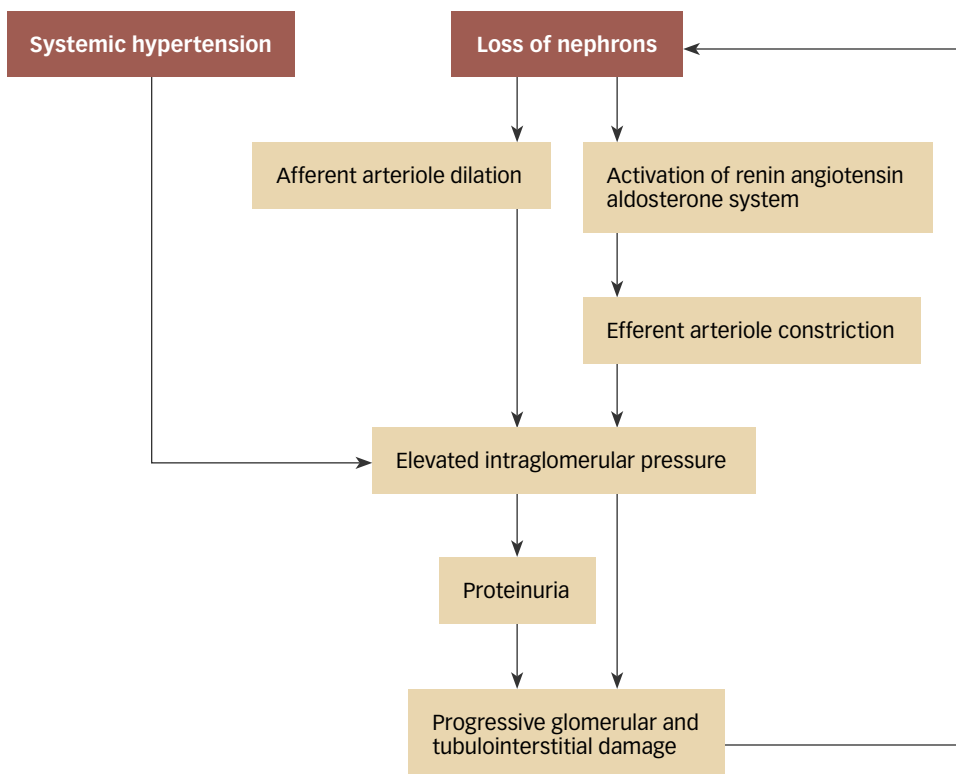 Systemic hypertension
Loss of nephrons
Afferent arteriole dilation
Activation of renin angiotensin
aldosterone system
Efferent arteriole constriction
Elevated intraglomerular pressure
Proteinuria
Progressive glomerular and
tubulointerstitial damage